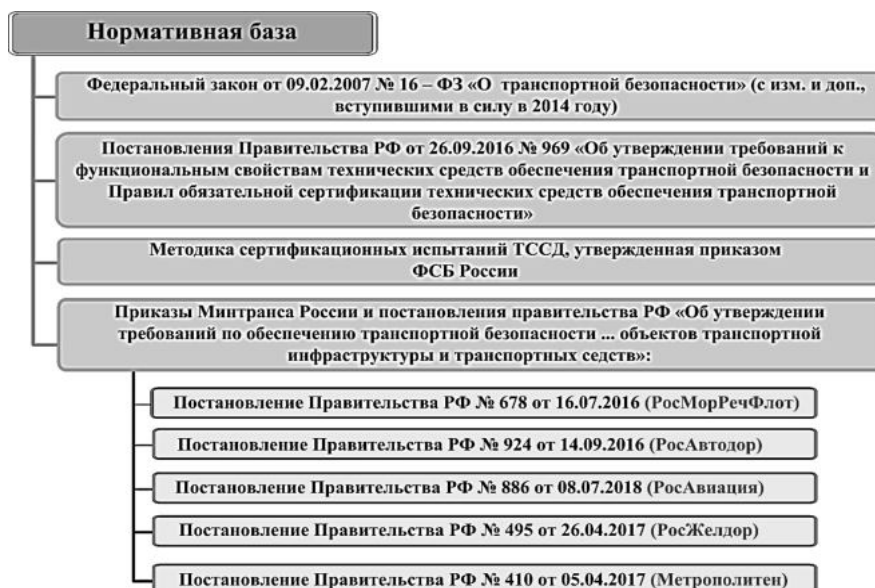 Нормативная база
Федеральный закон от 09.02.2007 № 16 – ФЗ «О транспортной безопасности» (с изм. и доп.,
вступившими в силу в 2014 году)
Постановления Правительства РФ от 26.09.2016 № 969 «Об утверждении требований к
функциональным свойствам технических средств обеспечения транспортной безопасности и
Правил обязательной сертификации технических средств обеспечения транспортной
безопасности»
Методика сертификационных испытаний ТССД, утвержденная приказом
ФСБ России
Приказы Минтранса России и постановления правительства РФ «Об утверждении
требований по обеспечению транспортной безопасности ... объектов транспортной
инфраструктуры и транспортных седств»:
Постановление Правительства РФ № 678 от 16.07.2016 (РосМорРечФлот)
Постановление Правительства РФ № 924 от 14.09.2016 (РосАвтодор)
Постановление Правительства РФ № 886 от 08.07.2018 (РосАвиация)
Постановление Правительства РФ № 495 от 26.04.2017 (РосЖелдор)
Постановление Правительства РФ № 410 от 05.04.2017 (Метрополитен)